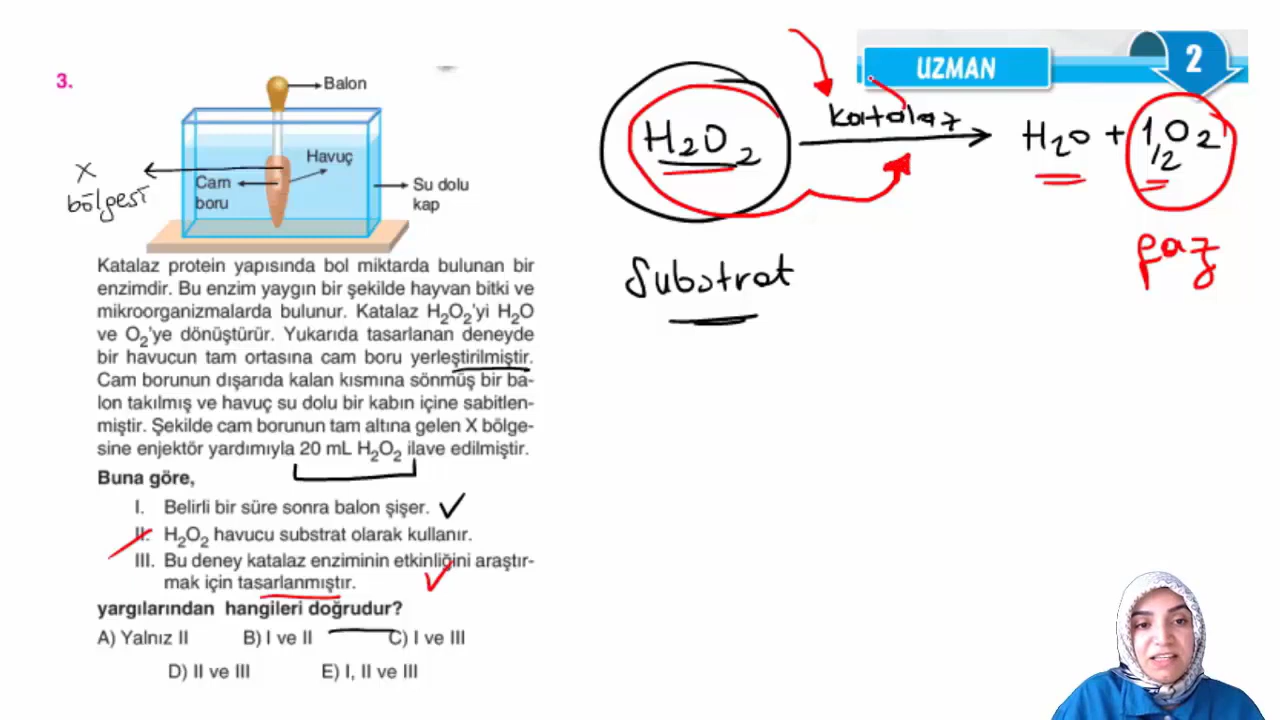 UZMAN
2
3.
Balon
Havuç
Cam
boru
Su dolu
kap
X
bölgesi
H₂O₂
Katalaz
H₂O + 1/2 O₂
Substrat
gaz
Katalaz protein yapısında bol miktarda bulunan bir
enzimdir. Bu enzim yaygın bir şekilde hayvan bitki ve
mikroorganizmalarda bulunur. Katalaz H₂O₂'yi H₂O
ve O₂'ye dönüştürür. Yukarıda tasarlanan deneyde
bir havucun tam ortasına cam boru yerleştirilmiştir.
Cam borunun dışarıda kalan kısmına sönmüş bir ba-
lon takılmış ve havuç su dolu bir kabın içine sabitlen-
miştir. Şekilde cam borunun tam altına gelen X bölge-
sine enjektör yardımıyla 20 mL H₂O₂ ilave edilmiştir.
Buna göre,
I. Belirli bir süre sonra balon şişer.
II. H₂O₂ havucu substrat olarak kullanır.
III. Bu deney katalaz enziminin etkinliğini araştır-
mak için tasarlanmıştır.
yargılarından hangileri doğrudur?
A) Yalnız II B) I ve II C) I ve III
D) II ve III E) I, II ve III